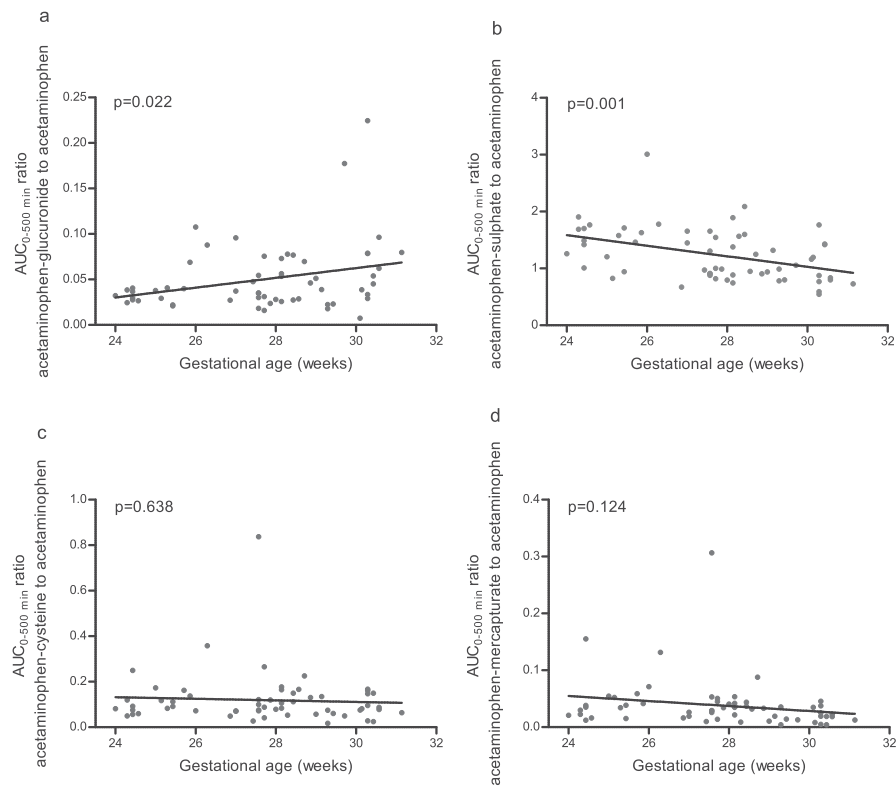 a
p=0.022
AUC0-500 min ratio
acetaminophen-glucuronide to acetaminophen
0.25
0.20
0.15
0.10
0.05
0.00
24 26 28 30 32
Gestational age (weeks)
b
p=0.001
AUC0-500 min ratio
acetaminophen-sulphate to acetaminophen
4
3
2
1
0
24 26 28 30 32
Gestational age (weeks)
c
p=0.638
AUC0-500 min ratio
acetaminophen-cysteine to acetaminophen
1.0
0.8
0.6
0.4
0.2
0.0
24 26 28 30 32
Gestational age (weeks)
d
p=0.124
AUC0-500 min ratio
acetaminophen-mercapturate to acetaminophen
0.4
0.3
0.2
0.1
0.0
24 26 28 30 32
Gestational age (weeks)